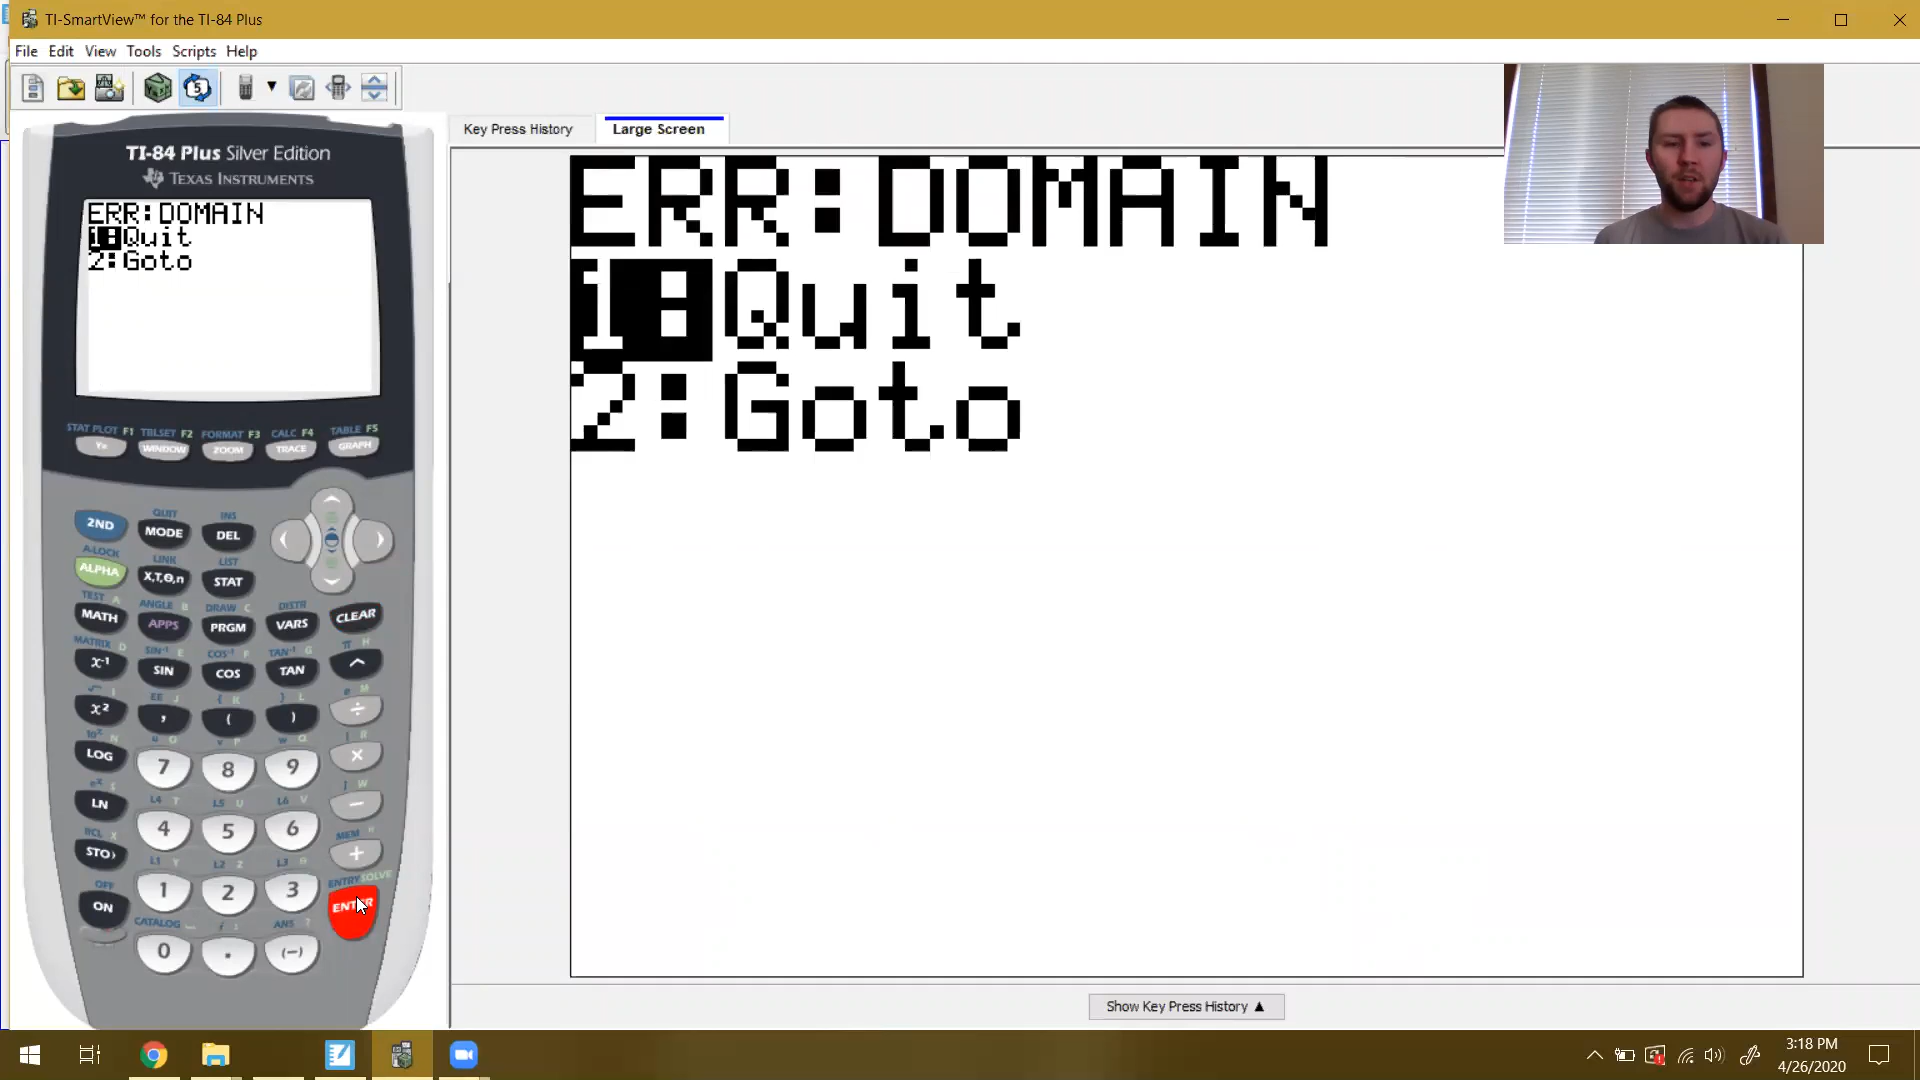 TI-SmartView™ for the TI-84 Plus
File Edit View Tools Scripts Help
Key Press History Large Screen
TI-84 Plus Silver Edition
TEXAS INSTRUMENTS
ERR:DOMAIN
1:Quit
2:Goto
ERR:DOMAIN
1:Quit
2:Goto
STAT PLOT F1 TBLSET F2 FORMAT F3 CALC F4 TABLE F5
Y= WINDOW ZOOM TRACE GRAPH
QUIT INS
2ND MODE DEL
A-LOCK LINK LIST
ALPHA X,T,Θ,n STAT
TEST A ANGLE B DRAW C DISTR
MATH APPS PRGM VARS CLEAR
MATRIX D SIN⁻¹ E COS⁻¹ F TAN⁻¹ G π H
x⁻¹ SIN COS TAN ^
√ I EE J { K } L e M
x² , ( ) ÷
10ˣ N u O v P w Q [ R
LOG 7 8 9 ×
eˣ S L4 T L5 U L6 V ] W
LN 4 5 6 −
RCL X L1 Y L2 Z L3 θ MEM "
STO› 1 2 3 +
ENTRY SOLVE
OFF
ON ENTER
CATALOG i : ANS ?
0 . (−)
Show Key Press History ▲
3:18 PM
4/26/2020